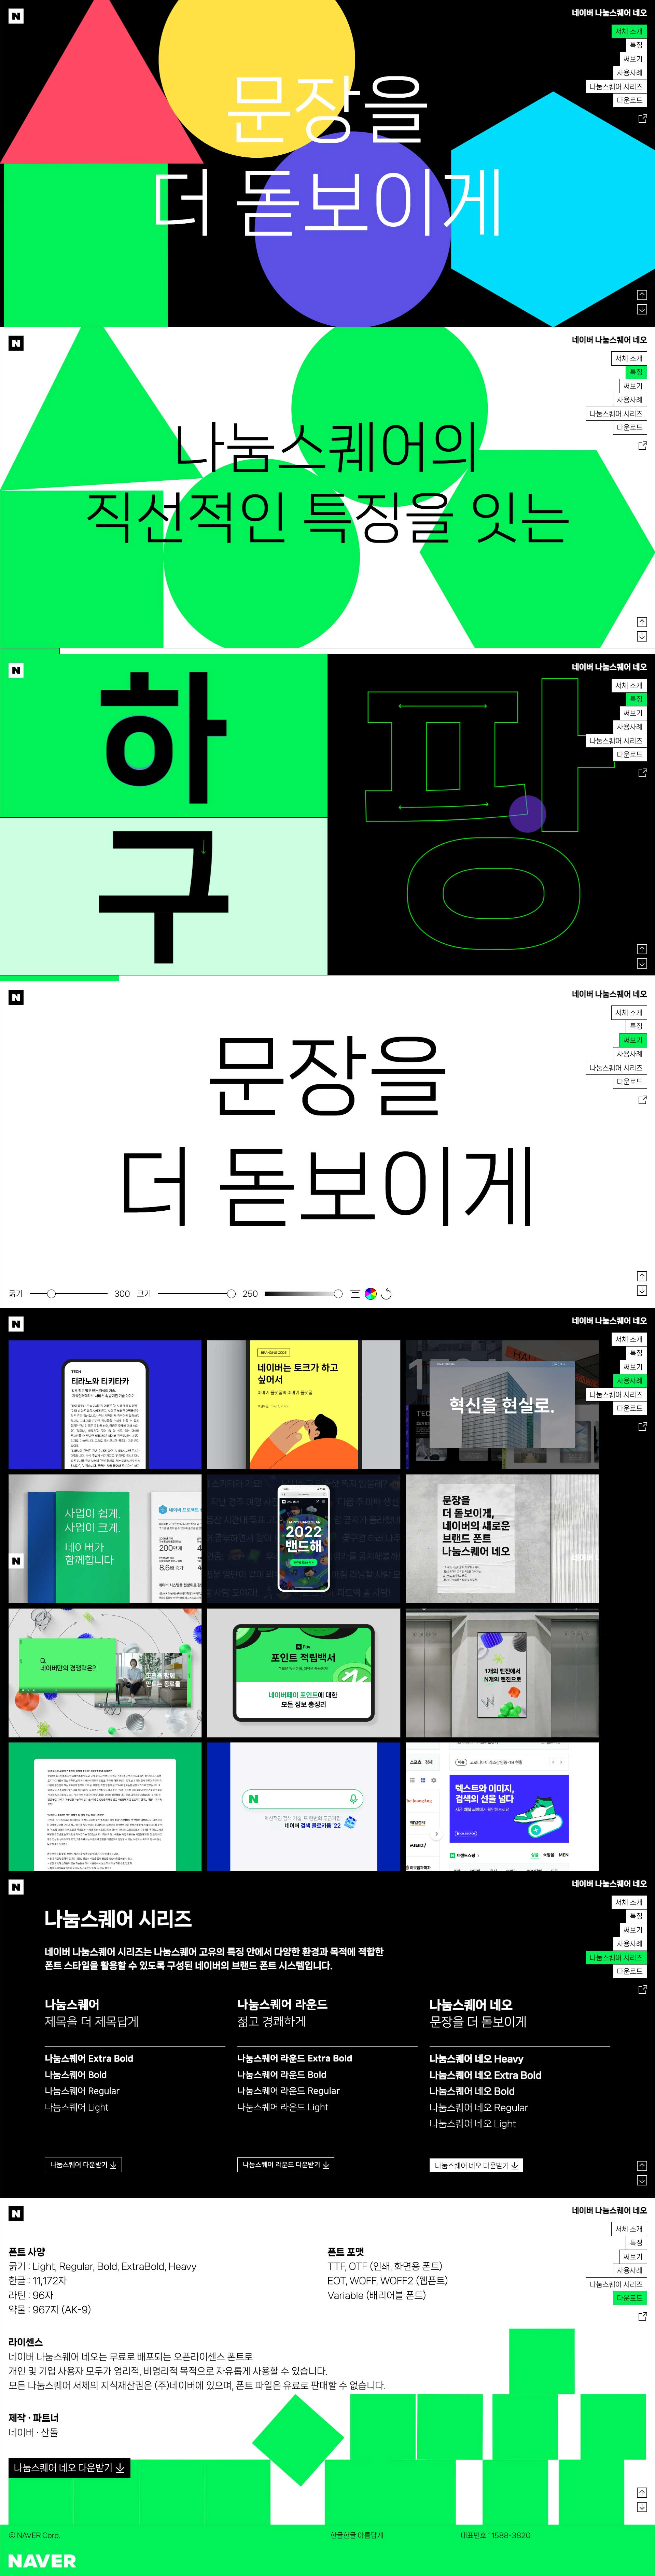 N
네이버 나눔스퀘어 네오
서체 소개
특징
써보기
사용사례
나눔스퀘어 시리즈
다운로드
문장을
더 돋보이게
N
네이버 나눔스퀘어 네오
서체 소개
특징
써보기
사용사례
나눔스퀘어 시리즈
다운로드
나눔스퀘어의
직선적인 특징을 잇는
N
네이버 나눔스퀘어 네오
서체 소개
특징
써보기
사용사례
나눔스퀘어 시리즈
다운로드
하
팡
구
N
네이버 나눔스퀘어 네오
서체 소개
특징
써보기
사용사례
나눔스퀘어 시리즈
다운로드
문장을
더 돋보이게
굵기 300 크기 250
N
네이버 나눔스퀘어 네오
서체 소개
특징
써보기
사용사례
나눔스퀘어 시리즈
다운로드
TECH
티라노와 티키타카
네이버는 토크가 하고
싶어서
혁신을 현실로.
사업이 쉽게.
사업이 크게.
네이버가
함께합니다
200만 개
8.6배 증가
2022
밴드해
문장을
더 돋보이게,
네이버의 새로운
브랜드 폰트
나눔스퀘어 네오
N
Q.
네이버만의 경쟁력은?
N Pay
포인트 적립백서
네이버페이 포인트에 대한
모든 정보 총정리
1개의 엔진에서
N개의 엔진으로
N
네이버 검색 콜로키움 '22
스포츠 경제
매일경제
텍스트와 이미지,
검색의 선을 넘다
트렌드쇼핑
상품 쇼핑몰 MEN
N
네이버 나눔스퀘어 네오
서체 소개
특징
써보기
사용사례
나눔스퀘어 시리즈
다운로드
나눔스퀘어 시리즈
네이버 나눔스퀘어 시리즈는 나눔스퀘어 고유의 특징 안에서 다양한 환경과 목적에 적합한
폰트 스타일을 활용할 수 있도록 구성된 네이버의 브랜드 폰트 시스템입니다.
나눔스퀘어
제목을 더 제목답게
나눔스퀘어 Extra Bold
나눔스퀘어 Bold
나눔스퀘어 Regular
나눔스퀘어 Light
나눔스퀘어 다운받기
나눔스퀘어 라운드
젊고 경쾌하게
나눔스퀘어 라운드 Extra Bold
나눔스퀘어 라운드 Bold
나눔스퀘어 라운드 Regular
나눔스퀘어 라운드 Light
나눔스퀘어 라운드 다운받기
나눔스퀘어 네오
문장을 더 돋보이게
나눔스퀘어 네오 Heavy
나눔스퀘어 네오 Extra Bold
나눔스퀘어 네오 Bold
나눔스퀘어 네오 Regular
나눔스퀘어 네오 Light
나눔스퀘어 네오 다운받기
N
네이버 나눔스퀘어 네오
서체 소개
특징
써보기
사용사례
나눔스퀘어 시리즈
다운로드
폰트 사양
굵기 : Light, Regular, Bold, ExtraBold, Heavy
한글 : 11,172자
라틴 : 96자
약물 : 967자 (AK-9)
폰트 포맷
TTF, OTF (인쇄, 화면용 폰트)
EOT, WOFF, WOFF2 (웹폰트)
Variable (배리어블 폰트)
라이센스
네이버 나눔스퀘어 네오는 무료로 배포되는 오픈라이센스 폰트로
개인 및 기업 사용자 모두가 영리적, 비영리적 목적으로 자유롭게 사용할 수 있습니다.
모든 나눔스퀘어 서체의 지식재산권은 (주)네이버에 있으며, 폰트 파일은 유료로 판매할 수 없습니다.
제작 · 파트너
네이버 · 산돌
나눔스퀘어 네오 다운받기
© NAVER Corp.
한글한글 아름답게
대표번호 : 1588-3820
NAVER